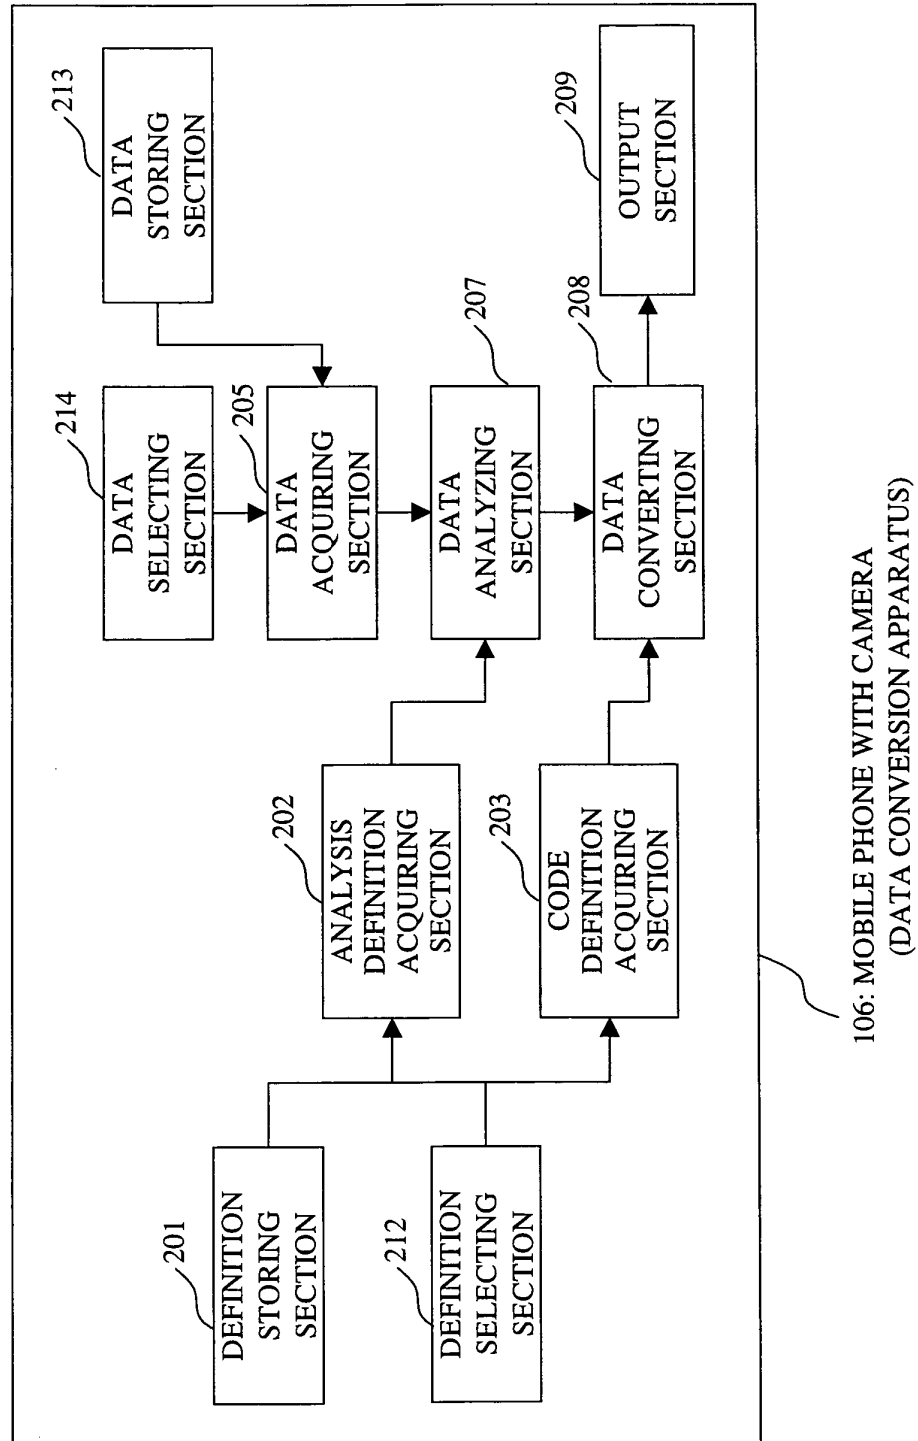 213
DATA
STORING
SECTION
214
DATA
SELECTING
SECTION
209
OUTPUT
SECTION
205
DATA
ACQUIRING
SECTION
207
DATA
ANALYZING
SECTION
208
DATA
CONVERTING
SECTION
202
ANALYSIS
DEFINITION
ACQUIRING
SECTION
203
CODE
DEFINITION
ACQUIRING
SECTION
201
DEFINITION
STORING
SECTION
212
DEFINITION
SELECTING
SECTION
106: MOBILE PHONE WITH CAMERA
(DATA CONVERSION APPARATUS)